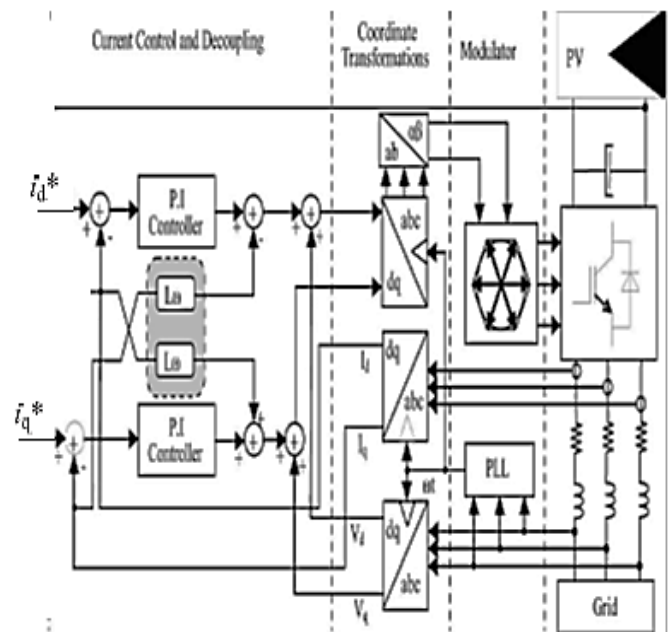 Current Control and Decoupling
Coordinate
Transformations
Modulator
PV
αβ
ab
i_d*
P.I
Controller
abc
dq
Lω
Lω
dq
abc
I_d
i_q*
P.I
Controller
I_q
ωt
PLL
dq
abc
V_d
V_q
Grid